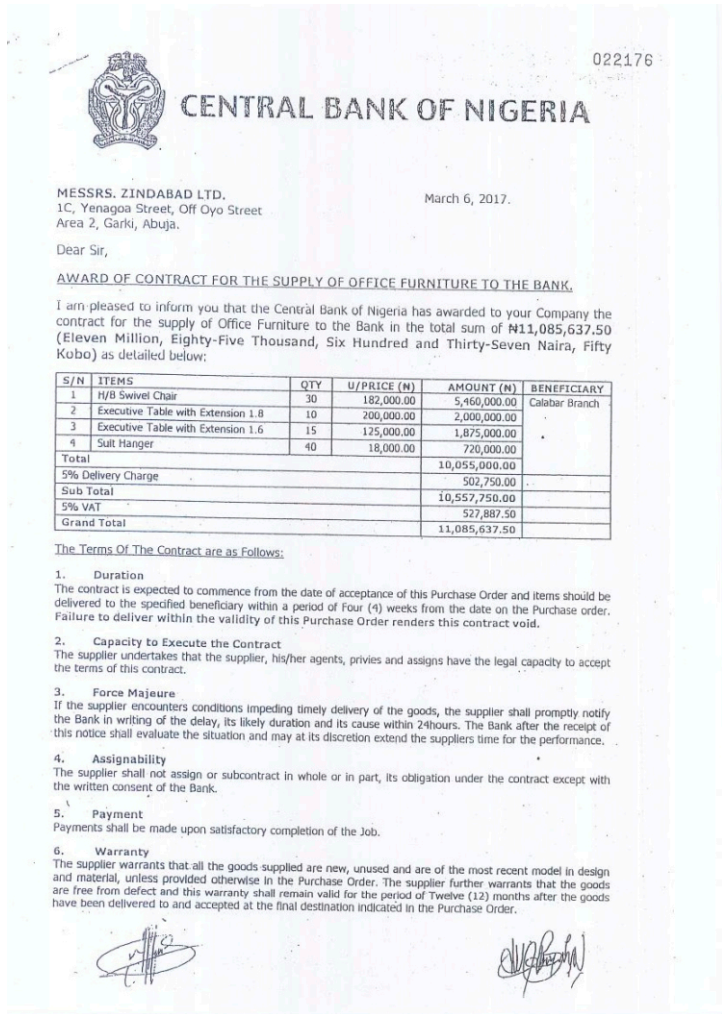 022176
CENTRAL BANK OF NIGERIA
MESSRS. ZINDABAD LTD.
1C, Yenagoa Street, Off Oyo Street
Area 2, Garki, Abuja.
March 6, 2017.
Dear Sir,
AWARD OF CONTRACT FOR THE SUPPLY OF OFFICE FURNITURE TO THE BANK.
I am pleased to inform you that the Central Bank of Nigeria has awarded to your Company the
contract for the supply of Office Furniture to the Bank in the total sum of ₦11,085,637.50
(Eleven Million, Eighty-Five Thousand, Six Hundred and Thirty-Seven Naira, Fifty
Kobo) as detailed below:
S/N ITEMS QTY U/PRICE (N) AMOUNT (N) BENEFICIARY
1 H/B Swivel Chair 30 182,000.00 5,460,000.00 Calabar Branch
2 Executive Table with Extension 1.8 10 200,000.00 2,000,000.00
3 Executive Table with Extension 1.6 15 125,000.00 1,875,000.00
4 Suit Hanger 40 18,000.00 720,000.00
Total 10,055,000.00
5% Delivery Charge 502,750.00
Sub Total 10,557,750.00
5% VAT 527,887.50
Grand Total 11,085,637.50
The Terms Of The Contract are as Follows:
1. Duration
The contract is expected to commence from the date of acceptance of this Purchase Order and items should be
delivered to the specified beneficiary within a period of Four (4) weeks from the date on the Purchase order.
Failure to deliver within the validity of this Purchase Order renders this contract void.
2. Capacity to Execute the Contract
The supplier undertakes that the supplier, his/her agents, privies and assigns have the legal capacity to accept
the terms of this contract.
3. Force Majeure
If the supplier encounters conditions impeding timely delivery of the goods, the supplier shall promptly notify
the Bank in writing of the delay, its likely duration and its cause within 24hours. The Bank after the receipt of
this notice shall evaluate the situation and may at its discretion extend the suppliers time for the performance.
4. Assignability
The supplier shall not assign or subcontract in whole or in part, its obligation under the contract except with
the written consent of the Bank.
5. Payment
Payments shall be made upon satisfactory completion of the Job.
6. Warranty
The supplier warrants that all the goods supplied are new, unused and are of the most recent model in design
and material, unless provided otherwise in the Purchase Order. The supplier further warrants that the goods
are free from defect and this warranty shall remain valid for the period of Twelve (12) months after the goods
have been delivered to and accepted at the final destination indicated in the Purchase Order.